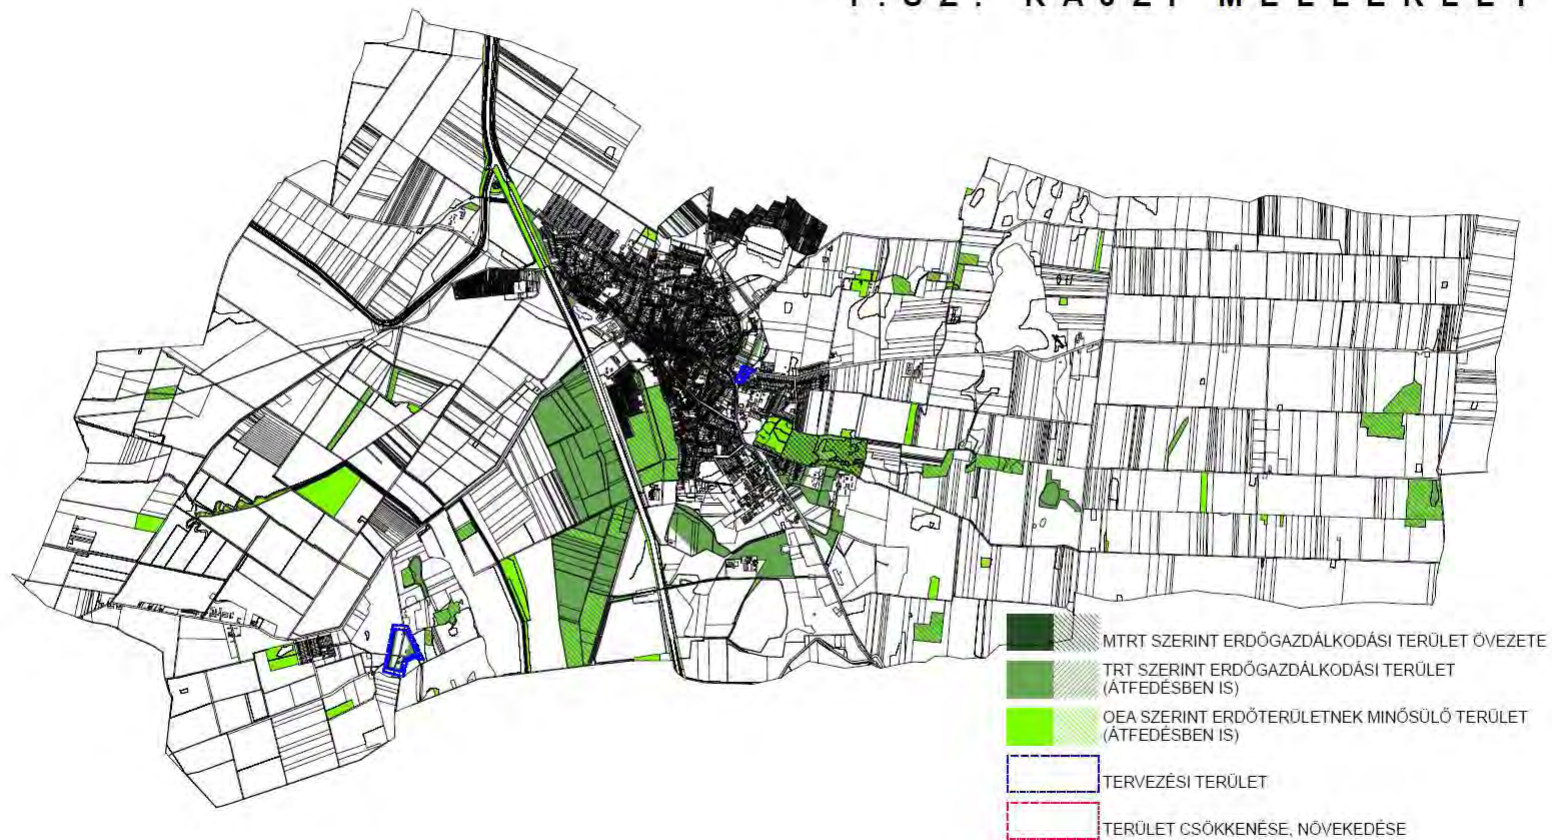 MTRT SZERINT ERDŐGAZDÁLKODÁSI TERÜLET ÖVEZETE
TRT SZERINT ERDŐGAZDÁLKODÁSI TERÜLET
(ÁTFEDÉSBEN IS)
OEA SZERINT ERDŐTERÜLETNEK MINŐSÜLŐ TERÜLET
(ÁTFEDÉSBEN IS)
TERVEZÉSI TERÜLET
TERÜLET CSÖKKENÉSE, NÖVEKEDÉSE